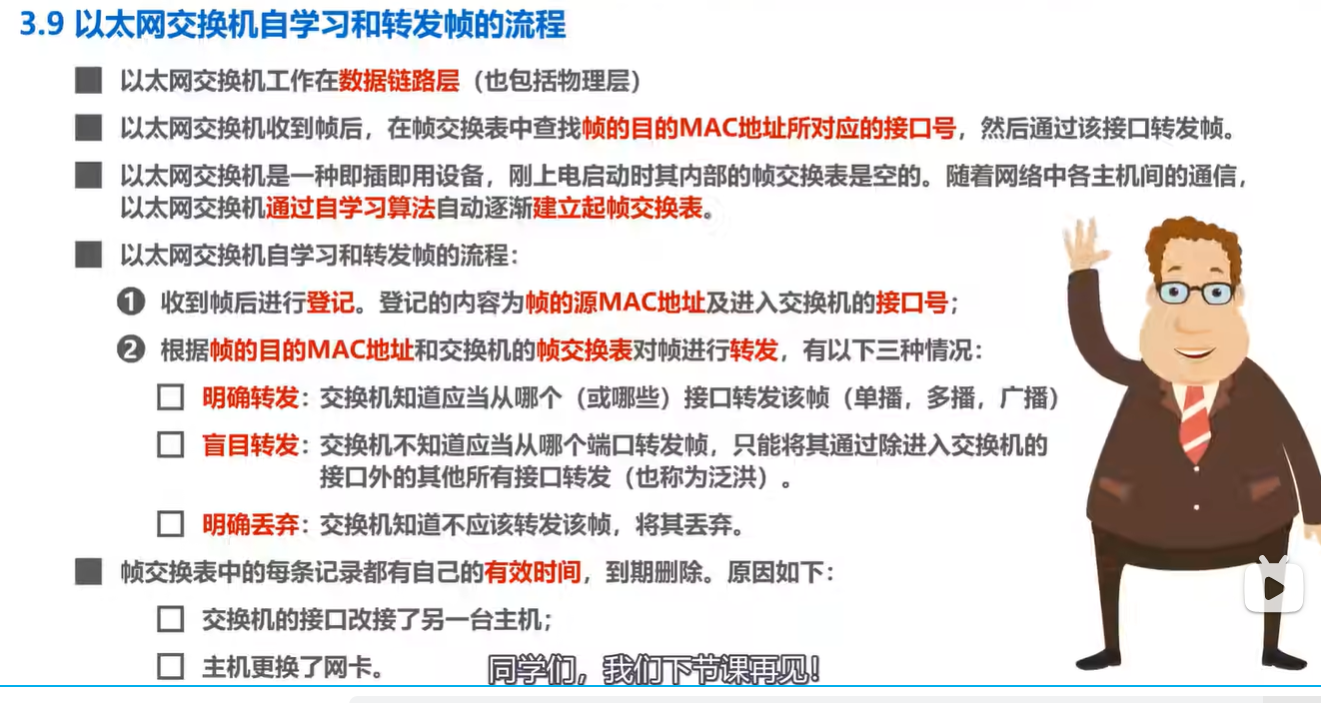 3.9 以太网交换机自学习和转发帧的流程
以太网交换机工作在数据链路层（也包括物理层）
以太网交换机收到帧后，在帧交换表中查找帧的目的MAC地址所对应的接口号，然后通过该接口转发帧。
以太网交换机是一种即插即用设备，刚上电启动时其内部的帧交换表是空的。随着网络中各主机间的通信，
以太网交换机通过自学习算法自动逐渐建立起帧交换表。
以太网交换机自学习和转发帧的流程：
❶ 收到帧后进行登记。登记的内容为帧的源MAC地址及进入交换机的接口号；
❷ 根据帧的目的MAC地址和交换机的帧交换表对帧进行转发，有以下三种情况：
明确转发：交换机知道应当从哪个（或哪些）接口转发该帧（单播，多播，广播）
盲目转发：交换机不知道应当从哪个端口转发帧，只能将其通过除进入交换机的
接口外的其他所有接口转发（也称为泛洪）。
明确丢弃：交换机知道不应该转发该帧，将其丢弃。
帧交换表中的每条记录都有自己的有效时间，到期删除。原因如下：
交换机的接口改接了另一台主机；
主机更换了网卡。
同学们，我们下节课再见！